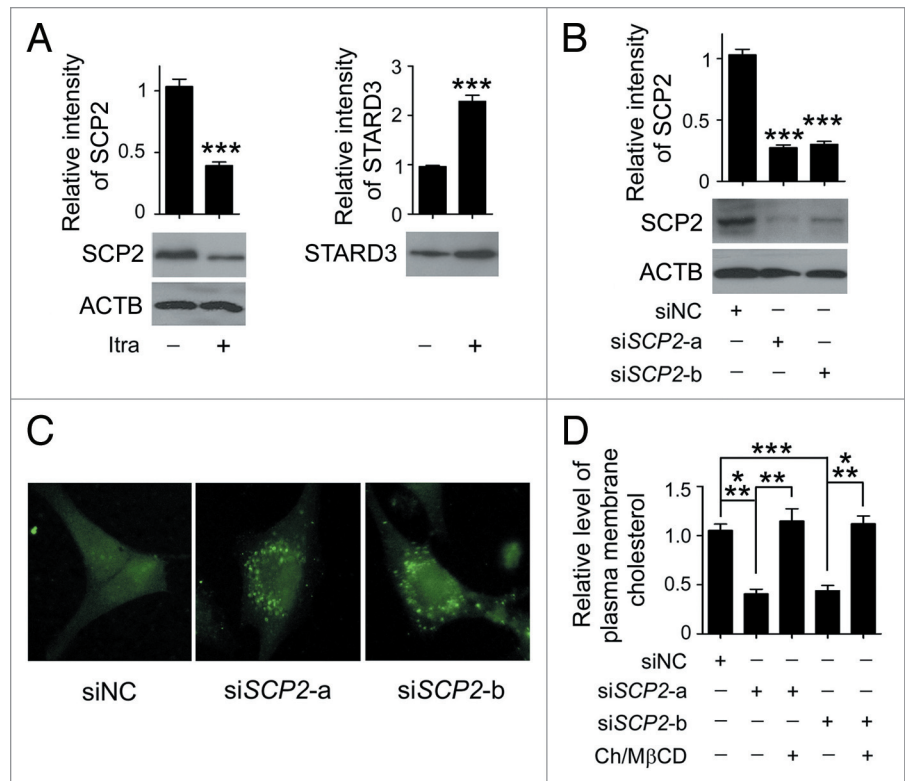 A
Relative intensity
of SCP2
1
0.5
0
***
SCP2
ACTB
Itra
− +
Relative intensity
of STARD3
3
2
1
0
***
STARD3
− +
B
Relative intensity
of SCP2
1
0.5
0
*** ***
SCP2
ACTB
siNC + − −
siSCP2-a − + −
siSCP2-b − − +
C
siNC siSCP2-a siSCP2-b
D
Relative level of
plasma membrane
cholesterol
1.5
1.0
0.5
0
***
* ** *
** **
siNC + − − − −
siSCP2-a − + + − −
siSCP2-b − − − + +
Ch/MβCD − − + − +